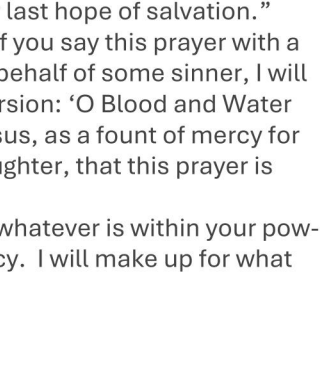 last hope of salvation.”
f you say this prayer with a
behalf of some sinner, I will
rsion: ‘O Blood and Water
sus, as a fount of mercy for
ghter, that this prayer is
whatever is within your pow-
cy. I will make up for what